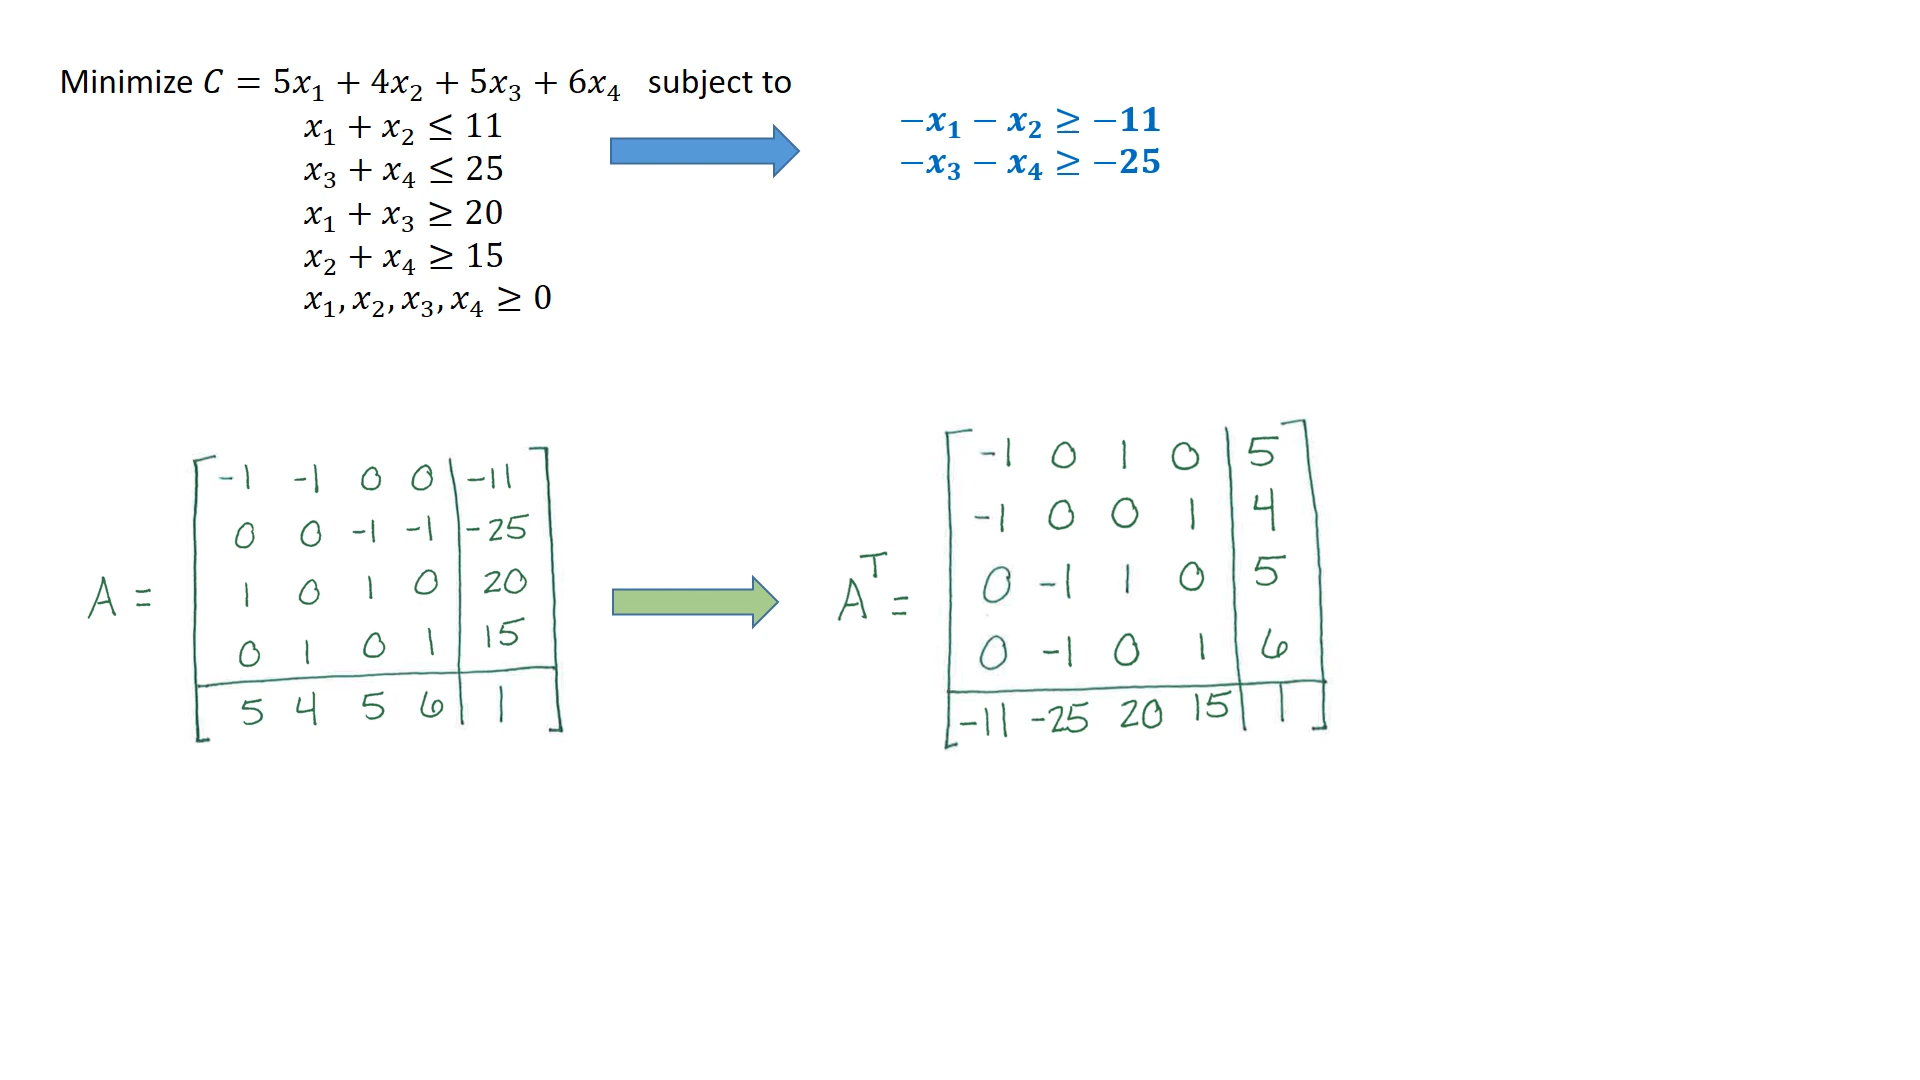 Minimize C = 5x₁ + 4x₂ + 5x₃ + 6x₄ subject to
x₁ + x₂ ≤ 11
x₃ + x₄ ≤ 25
x₁ + x₃ ≥ 20
x₂ + x₄ ≥ 15
x₁, x₂, x₃, x₄ ≥ 0
−x₁ − x₂ ≥ −11
−x₃ − x₄ ≥ −25
A =
-1 -1 0 0 | -11
0 0 -1 -1 | -25
1 0 1 0 | 20
0 1 0 1 | 15
5 4 5 6 | 1
Aᵀ =
-1 0 1 0 | 5
-1 0 0 1 | 4
0 -1 1 0 | 5
0 -1 0 1 | 6
-11 -25 20 15 | 1